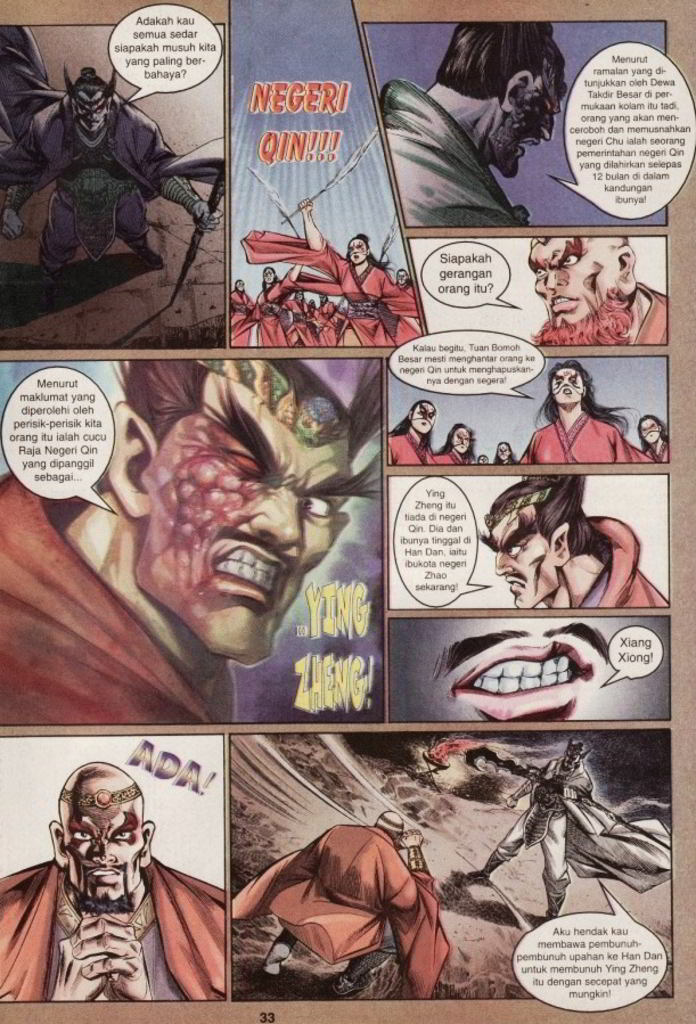 Adakah kau
semua sedar
siapakah musuh kita
yang paling ber-
bahaya?
NEGERI
QIN!!!
Menurut
ramalan yang di-
tunjukkan oleh Dewa
Takdir Besar di per-
mukaan kolam itu tadi,
orang yang akan men-
ceroboh dan memusnahkan
negeri Chu ialah seorang
pemerintahan negeri Qin
yang dilahirkan selepas
12 bulan di dalam
kandungan
ibunya!
Siapakah
gerangan
orang itu?
Kalau begitu, Tuan Bomoh
Besar mesti menghantar orang ke
negeri Qin untuk menghapuskan-
nya dengan segera!
Menurut
maklumat yang
diperolehi oleh
perisik-perisik kita
orang itu ialah cucu
Raja Negeri Qin
yang dipanggil
sebagai...
..YING
ZHENG!
Ying
Zheng itu
tiada di negeri
Qin. Dia dan
ibunya tinggal di
Han Dan, iaitu
ibukota negeri
Zhao
sekarang!
Xiang
Xiong!
ADA!
Aku hendak kau
membawa pembunuh-
pembunuh upahan ke Han Dan
untuk membunuh Ying Zheng
itu dengan secepat yang
mungkin!
33